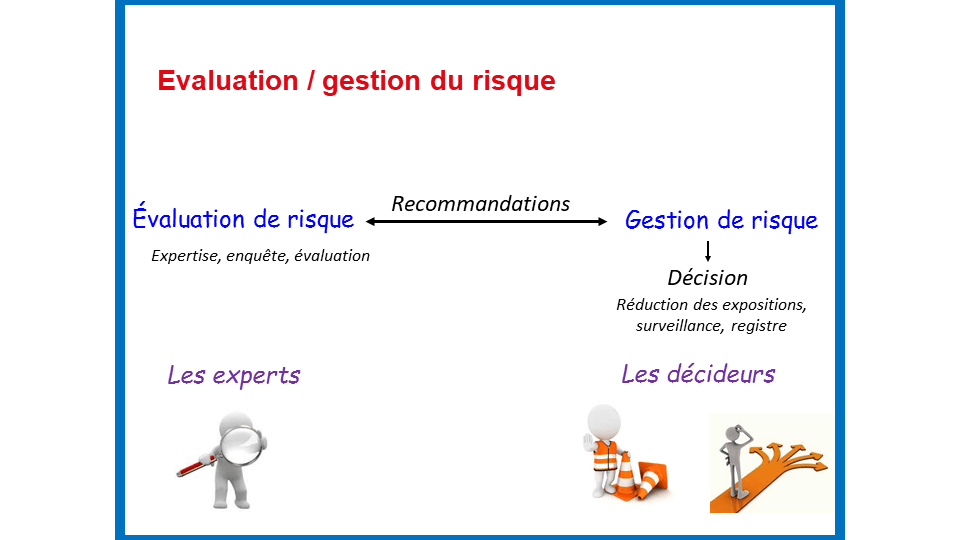 Evaluation / gestion du risque
Recommandations
Évaluation de risque
Gestion de risque
Expertise, enquête, évaluation
Décision
Réduction des expositions,
surveillance, registre
Les experts
Les décideurs